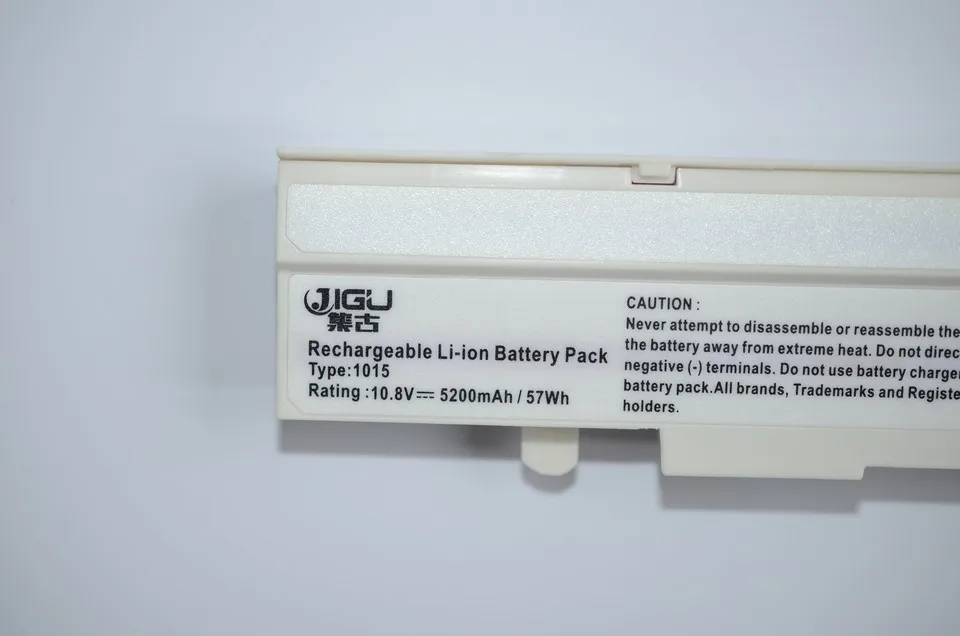 JIGU
集古
Rechargeable Li-ion Battery Pack
Type:1015
Rating :10.8V⎓ 5200mAh / 57Wh
CAUTION :
Never attempt to disassemble or reassemble the
the battery away from extreme heat. Do not direc
negative (-) terminals. Do not use battery charger
battery pack.All brands, Trademarks and Registe
holders.